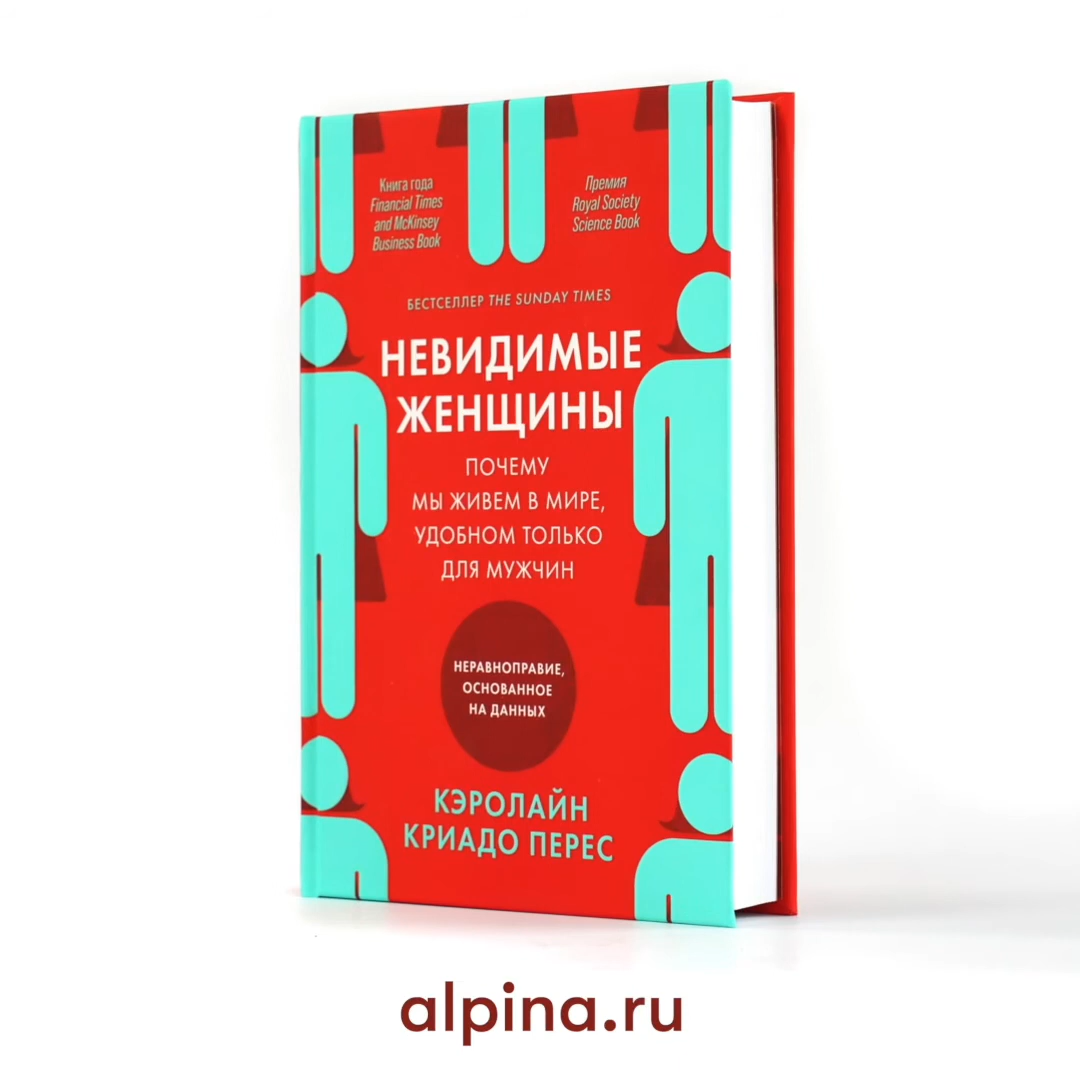 Книга года
Financial Times
and McKinsey
Business Book
Премия
Royal Society
Science Book
БЕСТСЕЛЛЕР THE SUNDAY TIMES
НЕВИДИМЫЕ
ЖЕНЩИНЫ
ПОЧЕМУ
МЫ ЖИВЕМ В МИРЕ,
УДОБНОМ ТОЛЬКО
ДЛЯ МУЖЧИН
НЕРАВНОПРАВИЕ,
ОСНОВАННОЕ
НА ДАННЫХ
КЭРОЛАЙН
КРИАДО ПЕРЕС
alpina.ru